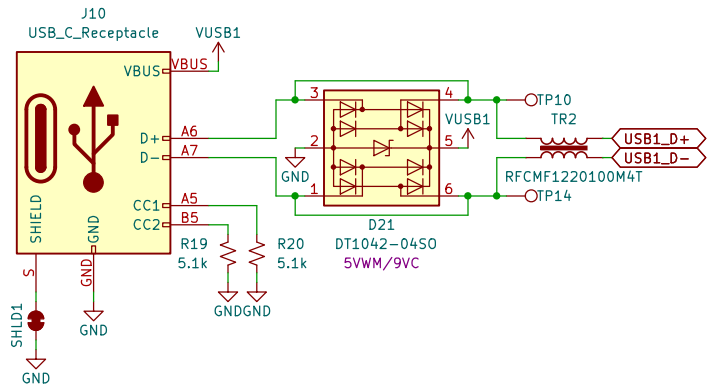 J10
USB_C_Receptacle
VUSB1
VBUS
VBUS
3
4
TP10
TR2
D+
A6
VUSB1
USB1_D+
D-
A7
2
5
USB1_D-
GND
RFCMF1220100M4T
1
6
TP14
SHIELD
GND
CC1
A5
CC2
B5
D21
R19
R20
DT1042-04SO
5.1k
5.1k
5VWM/9VC
S
GND
SHLD1
GND
GND
GND
GND